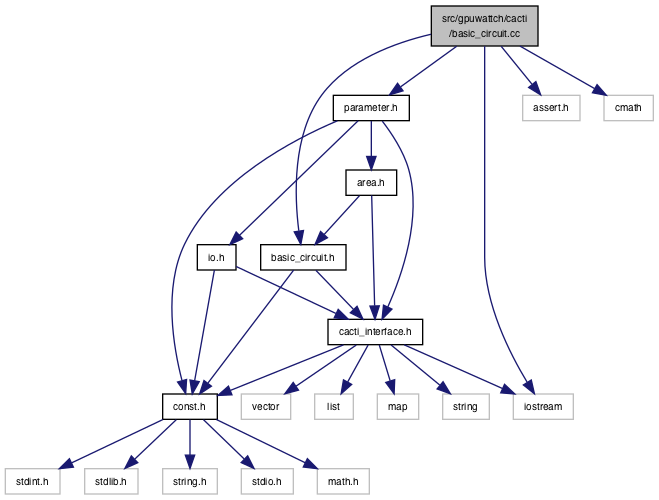 src/gpuwattch/cacti
/basic_circuit.cc
parameter.h
assert.h
cmath
area.h
io.h
basic_circuit.h
cacti_interface.h
const.h
vector
list
map
string
iostream
stdint.h
stdlib.h
string.h
stdio.h
math.h